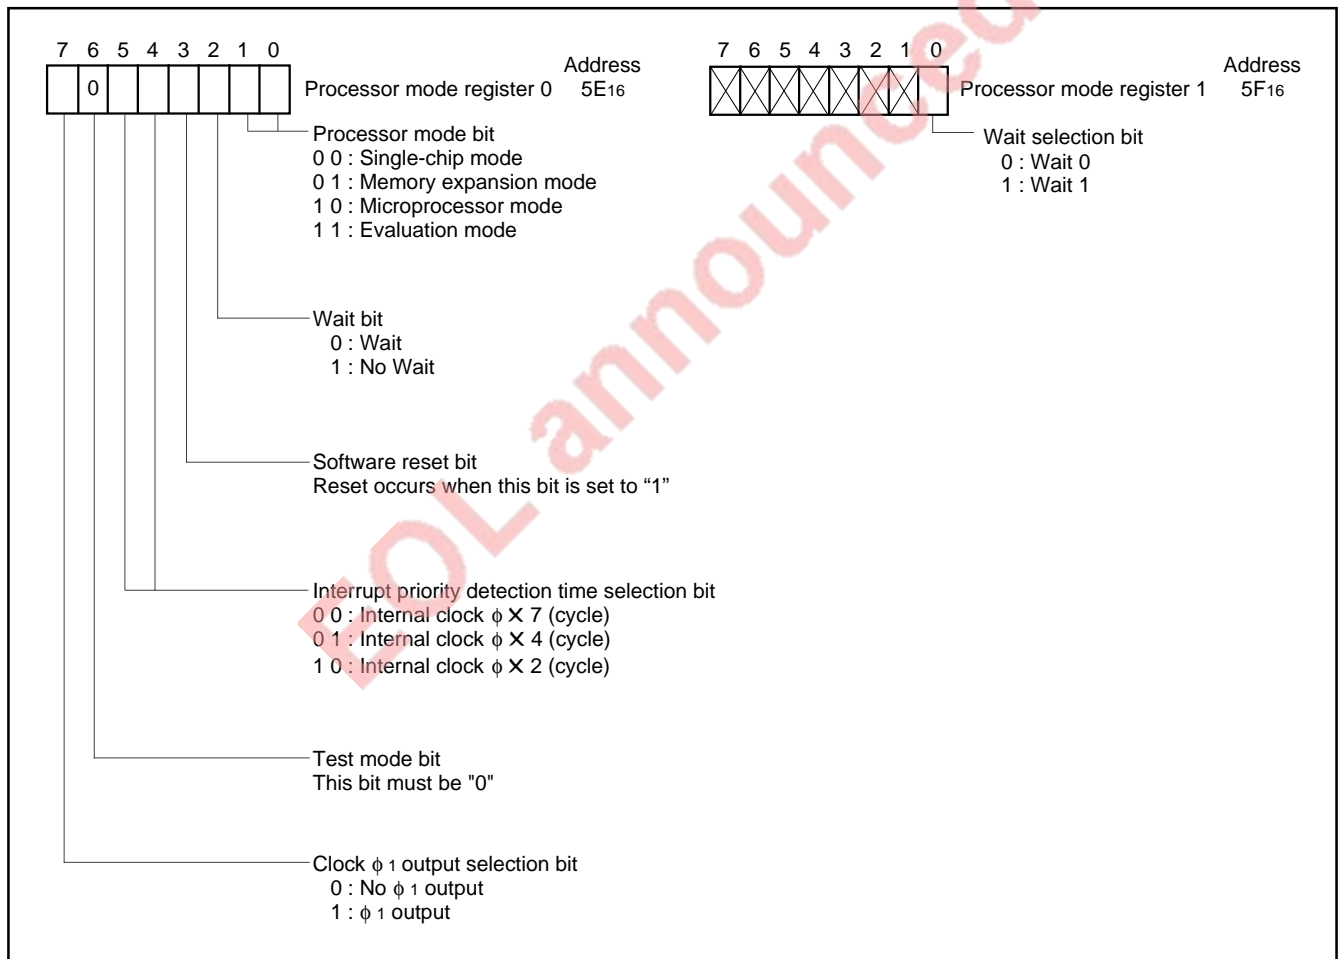 7 6 5 4 3 2 1 0
Address
0
Processor mode register 0 5E16
Processor mode bit
0 0 : Single-chip mode
0 1 : Memory expansion mode
1 0 : Microprocessor mode
1 1 : Evaluation mode
Wait bit
0 : Wait
1 : No Wait
Software reset bit
Reset occurs when this bit is set to “1”
Interrupt priority detection time selection bit
0 0 : Internal clock ϕ X 7 (cycle)
0 1 : Internal clock ϕ X 4 (cycle)
1 0 : Internal clock ϕ X 2 (cycle)
Test mode bit
This bit must be "0"
Clock ϕ 1 output selection bit
0 : No ϕ 1 output
1 : ϕ 1 output
7 6 5 4 3 2 1 0
Address
Processor mode register 1 5F16
Wait selection bit
0 : Wait 0
1 : Wait 1
EOL announced